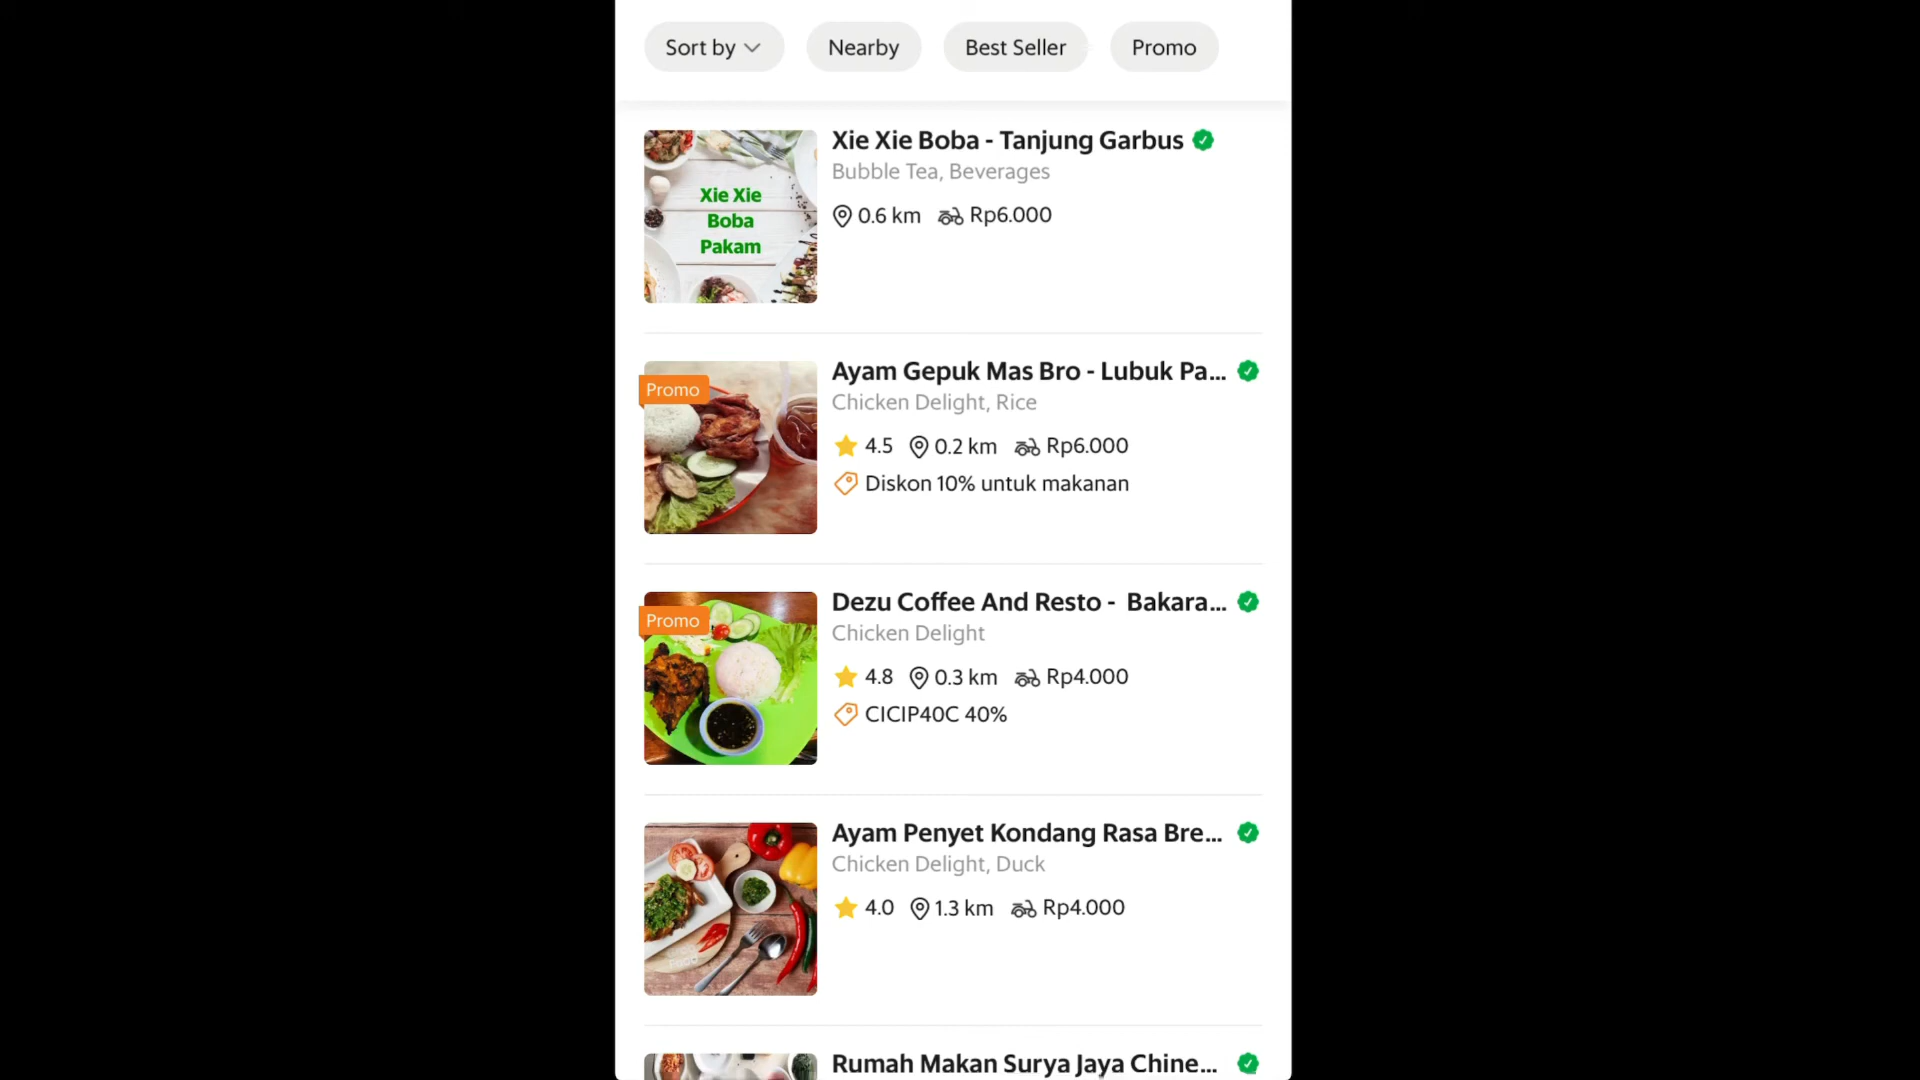 Sort by
Nearby
Best Seller
Promo
Xie Xie Boba - Tanjung Garbus
Bubble Tea, Beverages
0.6 km
Rp6.000
Xie Xie
Boba
Pakam
Ayam Gepuk Mas Bro - Lubuk Pa...
Promo
Chicken Delight, Rice
4.5
0.2 km
Rp6.000
Diskon 10% untuk makanan
Dezu Coffee And Resto - Bakara...
Promo
Chicken Delight
4.8
0.3 km
Rp4.000
CICIP40C 40%
Ayam Penyet Kondang Rasa Bre...
Chicken Delight, Duck
4.0
1.3 km
Rp4.000
Rumah Makan Surya Jaya Chine...